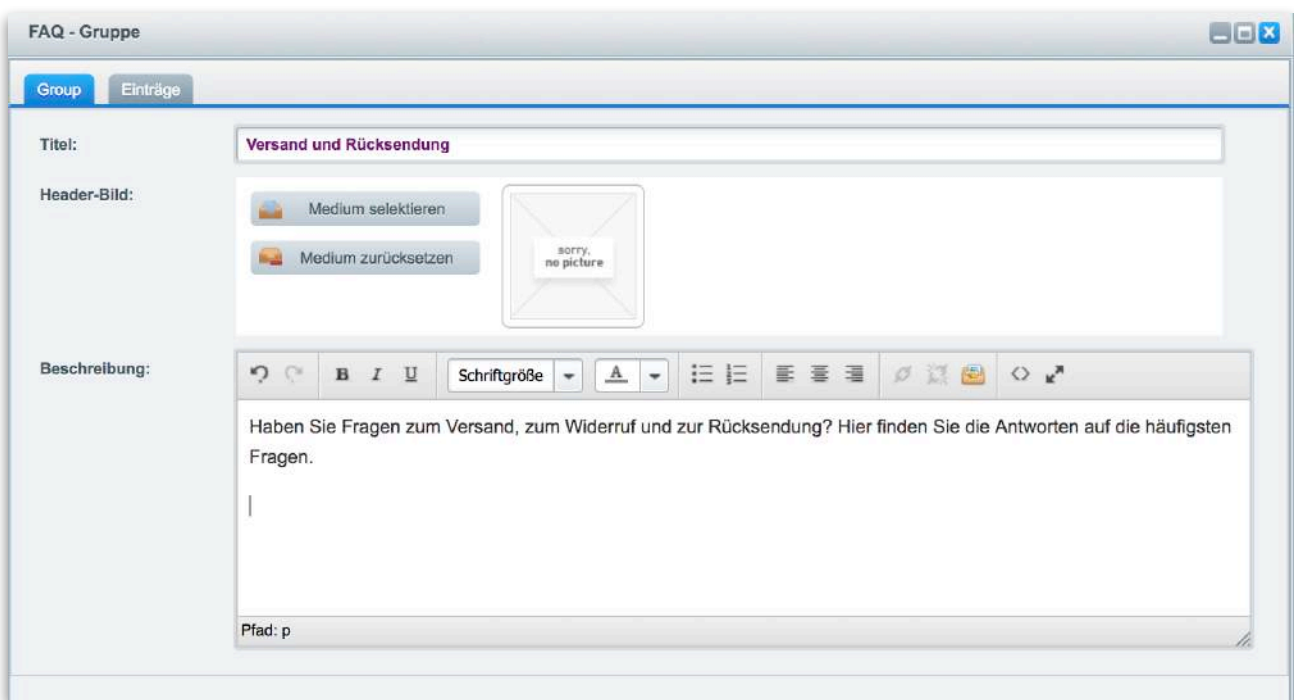 FAQ - Gruppe
Group Einträge
Titel: Versand und Rücksendung
Header-Bild: Medium selektieren
Medium zurücksetzen
sorry,
no picture
Beschreibung: B I U Schriftgröße A
Haben Sie Fragen zum Versand, zum Widerruf und zur Rücksendung? Hier finden Sie die Antworten auf die häufigsten
Fragen.
Pfad: p